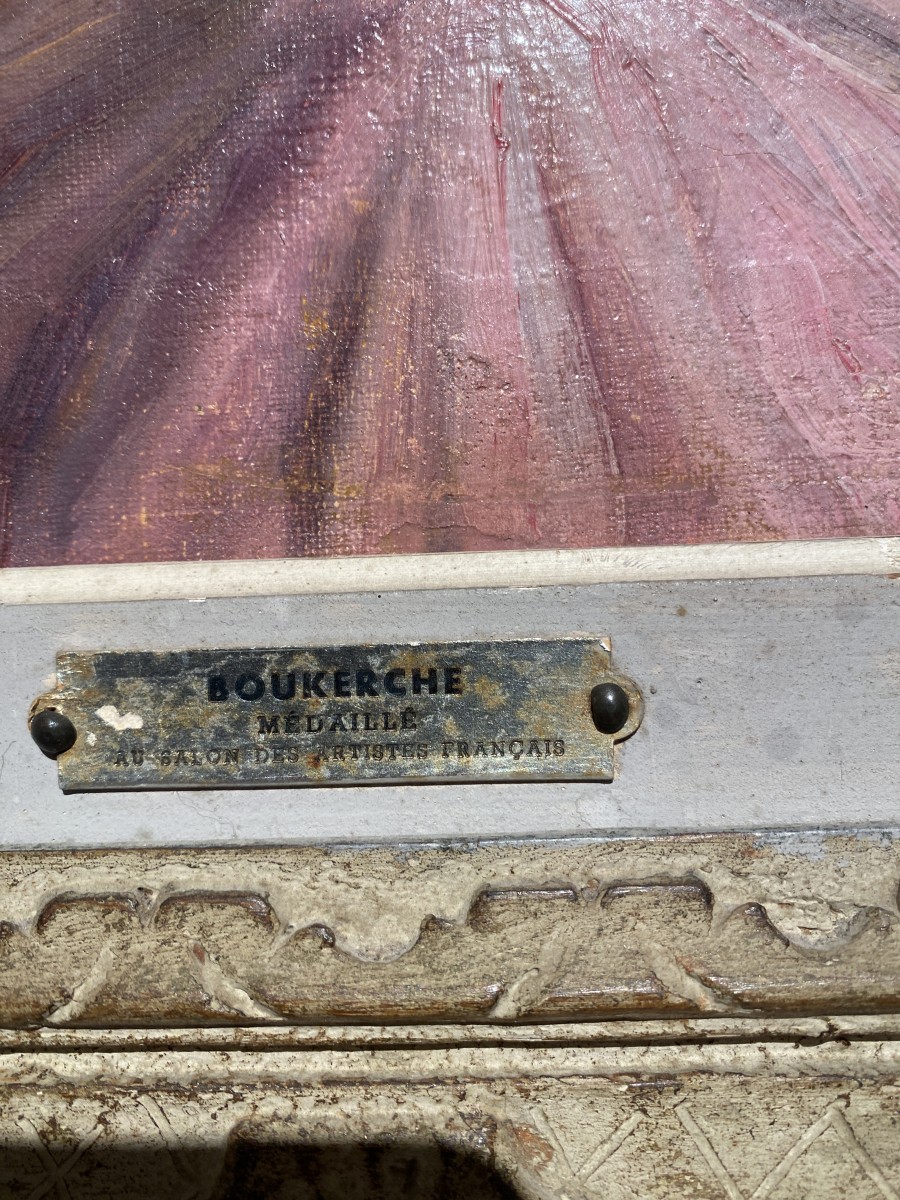 BOUKERCHE
MÉDAILLÉ
AU SALON DES ARTISTES FRANÇAIS